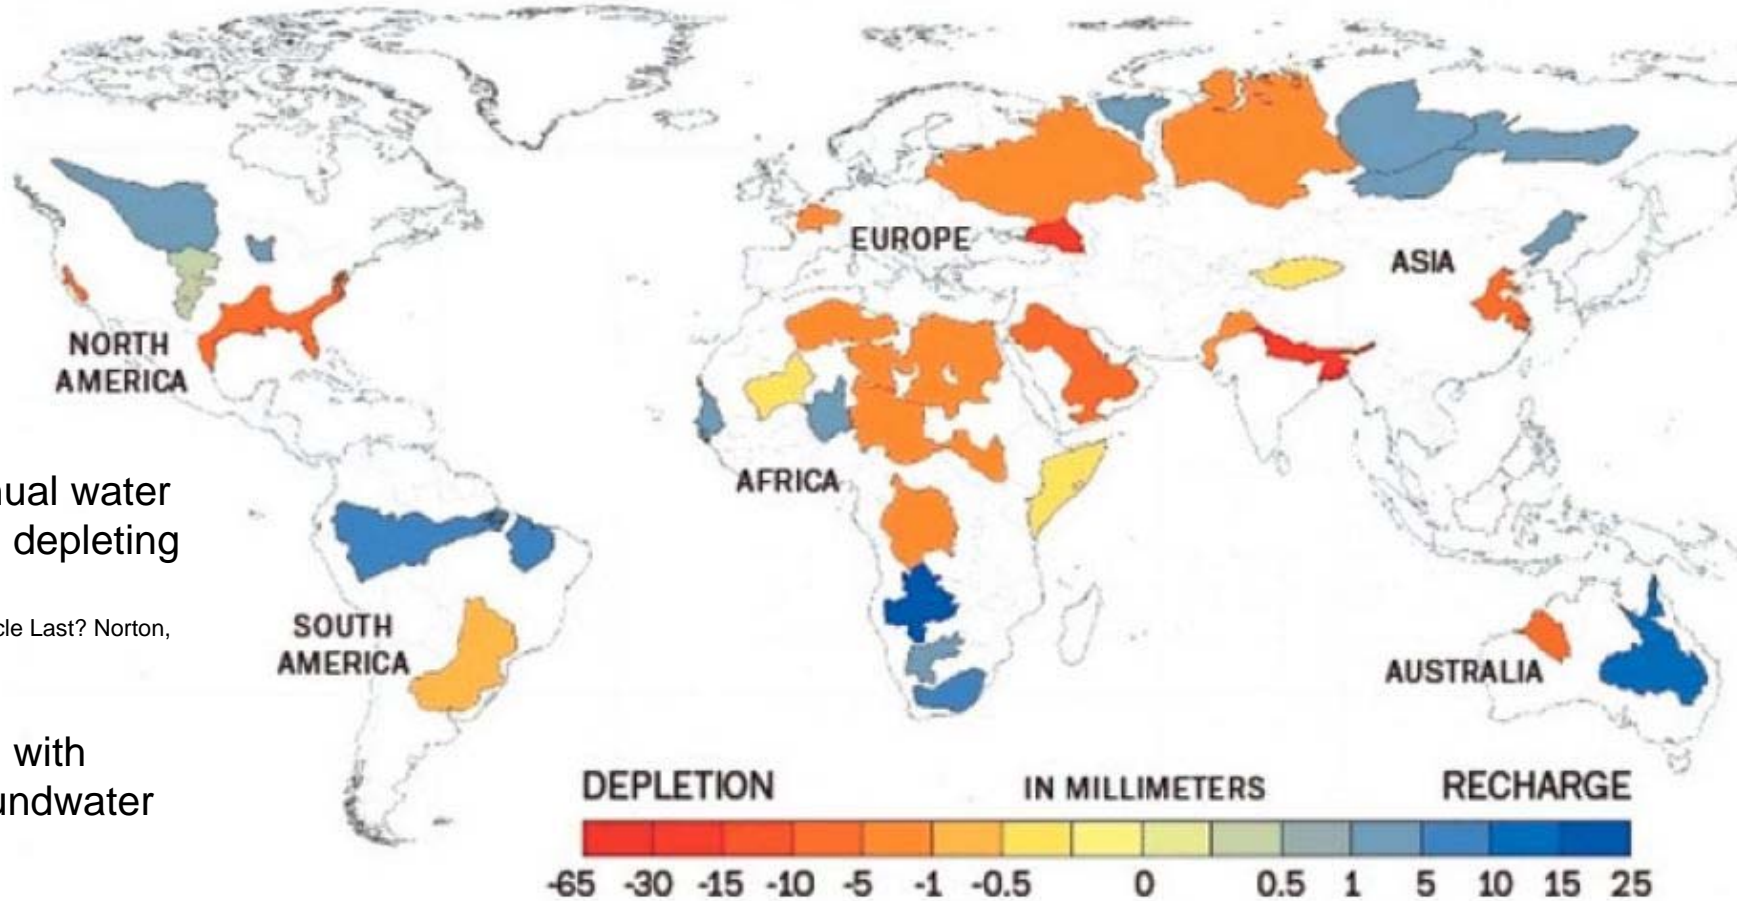 EUROPE
ASIA
NORTH
AMERICA
AFRICA
nual water
depleting
cle Last? Norton,
SOUTH
AMERICA
AUSTRALIA
with
undwater
DEPLETION IN MILLIMETERS RECHARGE
-65 -30 -15 -10 -5 -1 -0.5 0 0.5 1 5 10 15 25